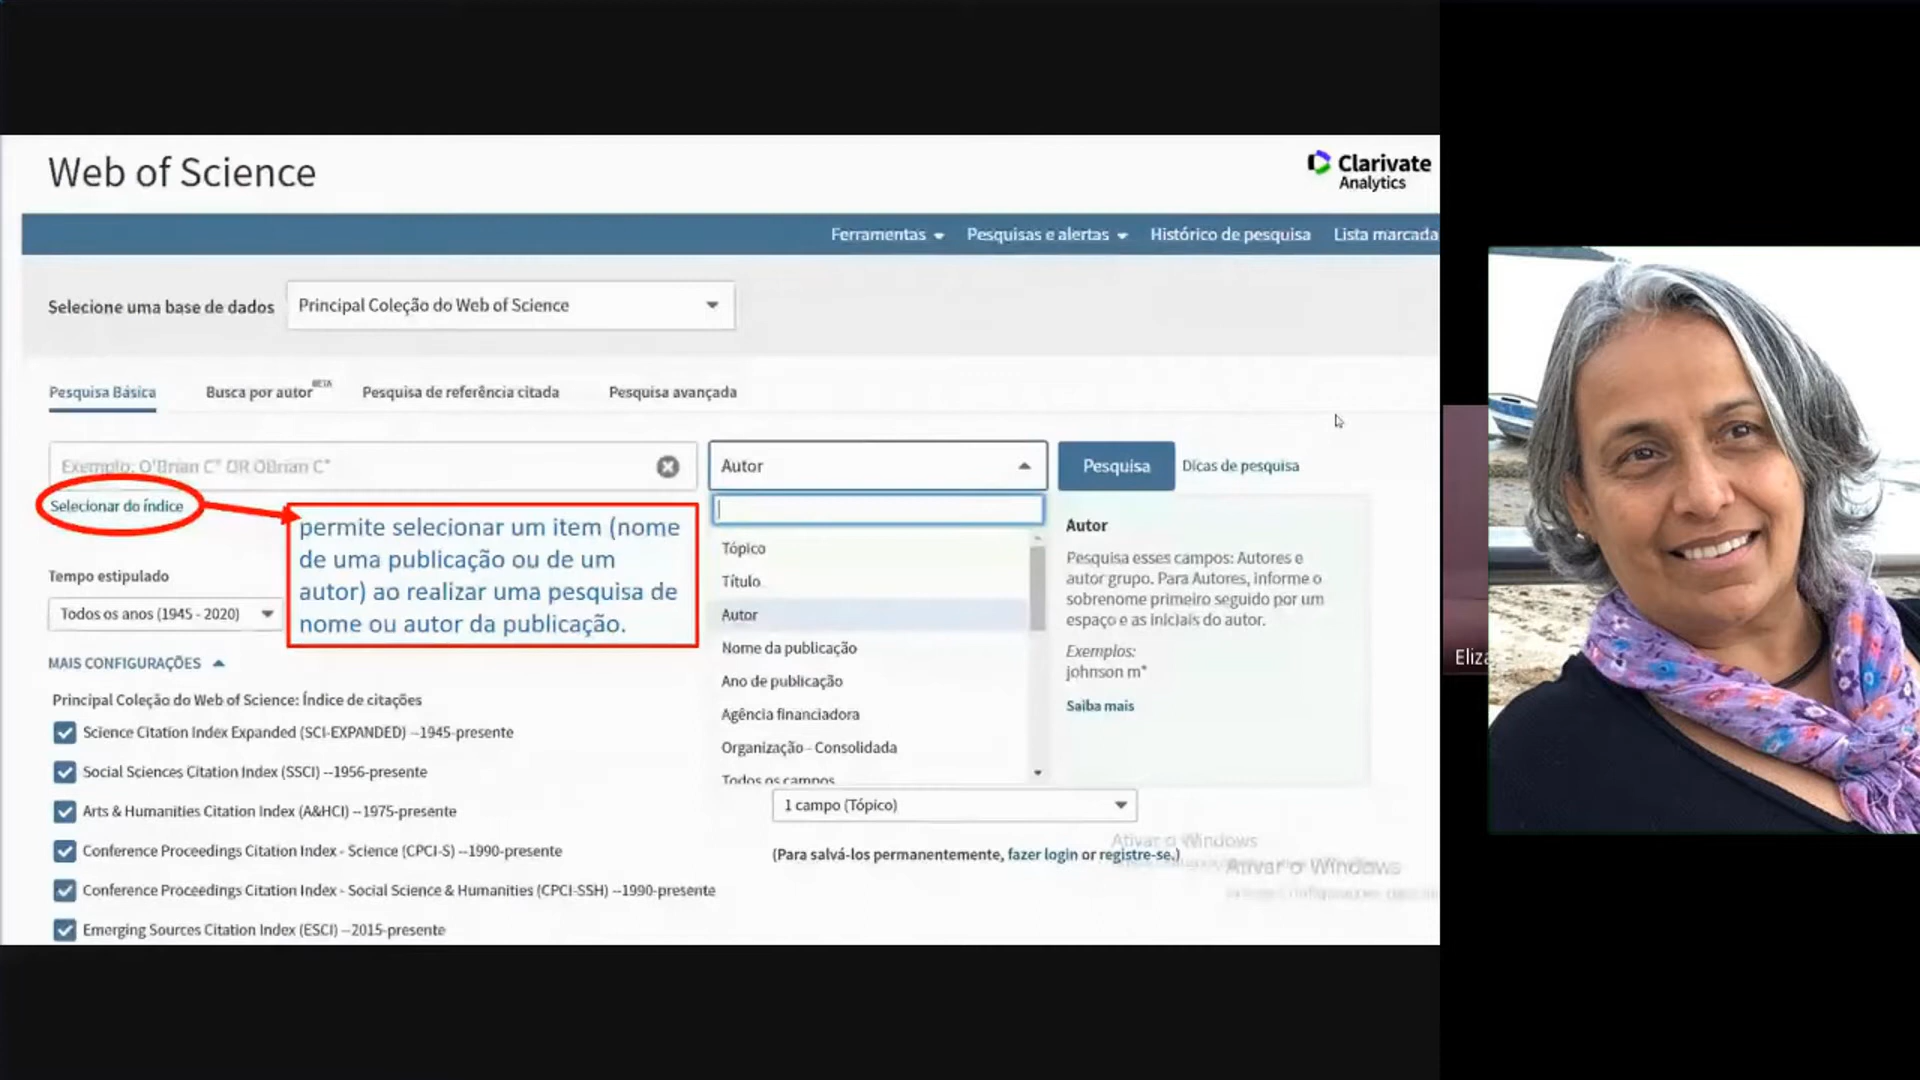 Web of Science
Clarivate
Analytics
Ferramentas
Pesquisas e alertas
Histórico de pesquisa
Lista marcada
Selecione uma base de dados
Principal Coleção do Web of Science
Pesquisa Básica
Busca por autor BETA
Pesquisa de referência citada
Pesquisa avançada
Exemplo: O'Brian C* OR OBrian C*
Autor
Pesquisa
Dicas de pesquisa
Selecionar do índice
permite selecionar um item (nome
de uma publicação ou de um
autor) ao realizar uma pesquisa de
nome ou autor da publicação.
Tópico
Título
Autor
Nome da publicação
Ano de publicação
Agência financiadora
Organização - Consolidada
Todos os campos
Autor
Pesquisa esses campos: Autores e
autor grupo. Para Autores, informe o
sobrenome primeiro seguido por um
espaço e as iniciais do autor.
Exemplos:
johnson m*
Saiba mais
Tempo estipulado
Todos os anos (1945 - 2020)
MAIS CONFIGURAÇÕES
Principal Coleção do Web of Science: Índice de citações
Science Citation Index Expanded (SCI-EXPANDED) --1945-presente
Social Sciences Citation Index (SSCI) --1956-presente
Arts & Humanities Citation Index (A&HCI) --1975-presente
Conference Proceedings Citation Index - Science (CPCI-S) --1990-presente
Conference Proceedings Citation Index - Social Science & Humanities (CPCI-SSH) --1990-presente
Emerging Sources Citation Index (ESCI) --2015-presente
1 campo (Tópico)
(Para salvá-los permanentemente, fazer login or registre-se.)
Ativar o Windows
Ativar o Windows
Eliza